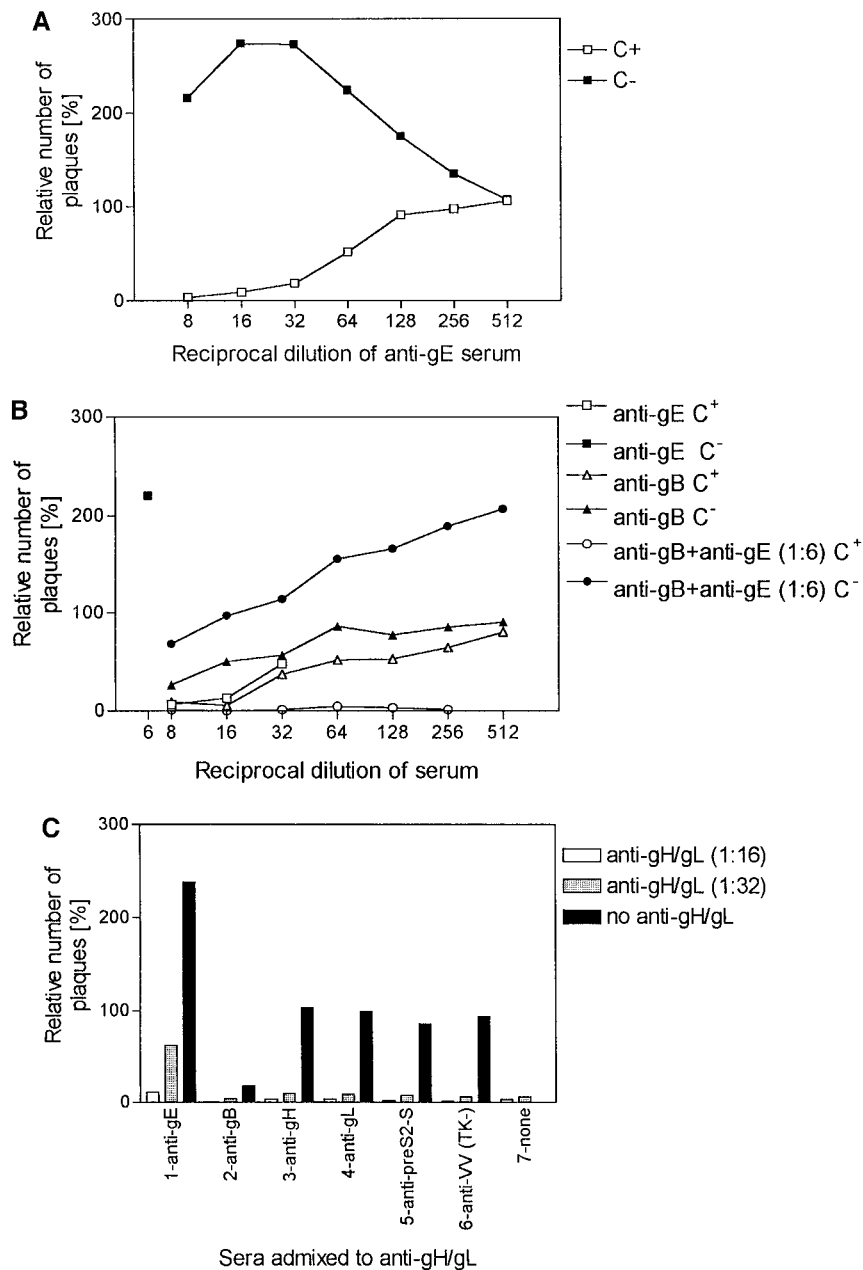 A
300
200
100
0
Relative number of
plaques [%]
8 16 32 64 128 256 512
Reciprocal dilution of anti-gE serum
C+
C-
B
300
200
100
0
Relative number of
plaques [%]
6 8 16 32 64 128 256 512
Reciprocal dilution of serum
anti-gE C+
anti-gE C-
anti-gB C+
anti-gB C-
anti-gB+anti-gE (1:6) C+
anti-gB+anti-gE (1:6) C-
C
300
200
100
0
Relative number of
plaques [%]
1-anti-gE
2-anti-gB
3-anti-gH
4-anti-gL
5-anti-preS2-S
6-anti-VV (TK-)
7-none
Sera admixed to anti-gH/gL
anti-gH/gL (1:16)
anti-gH/gL (1:32)
no anti-gH/gL